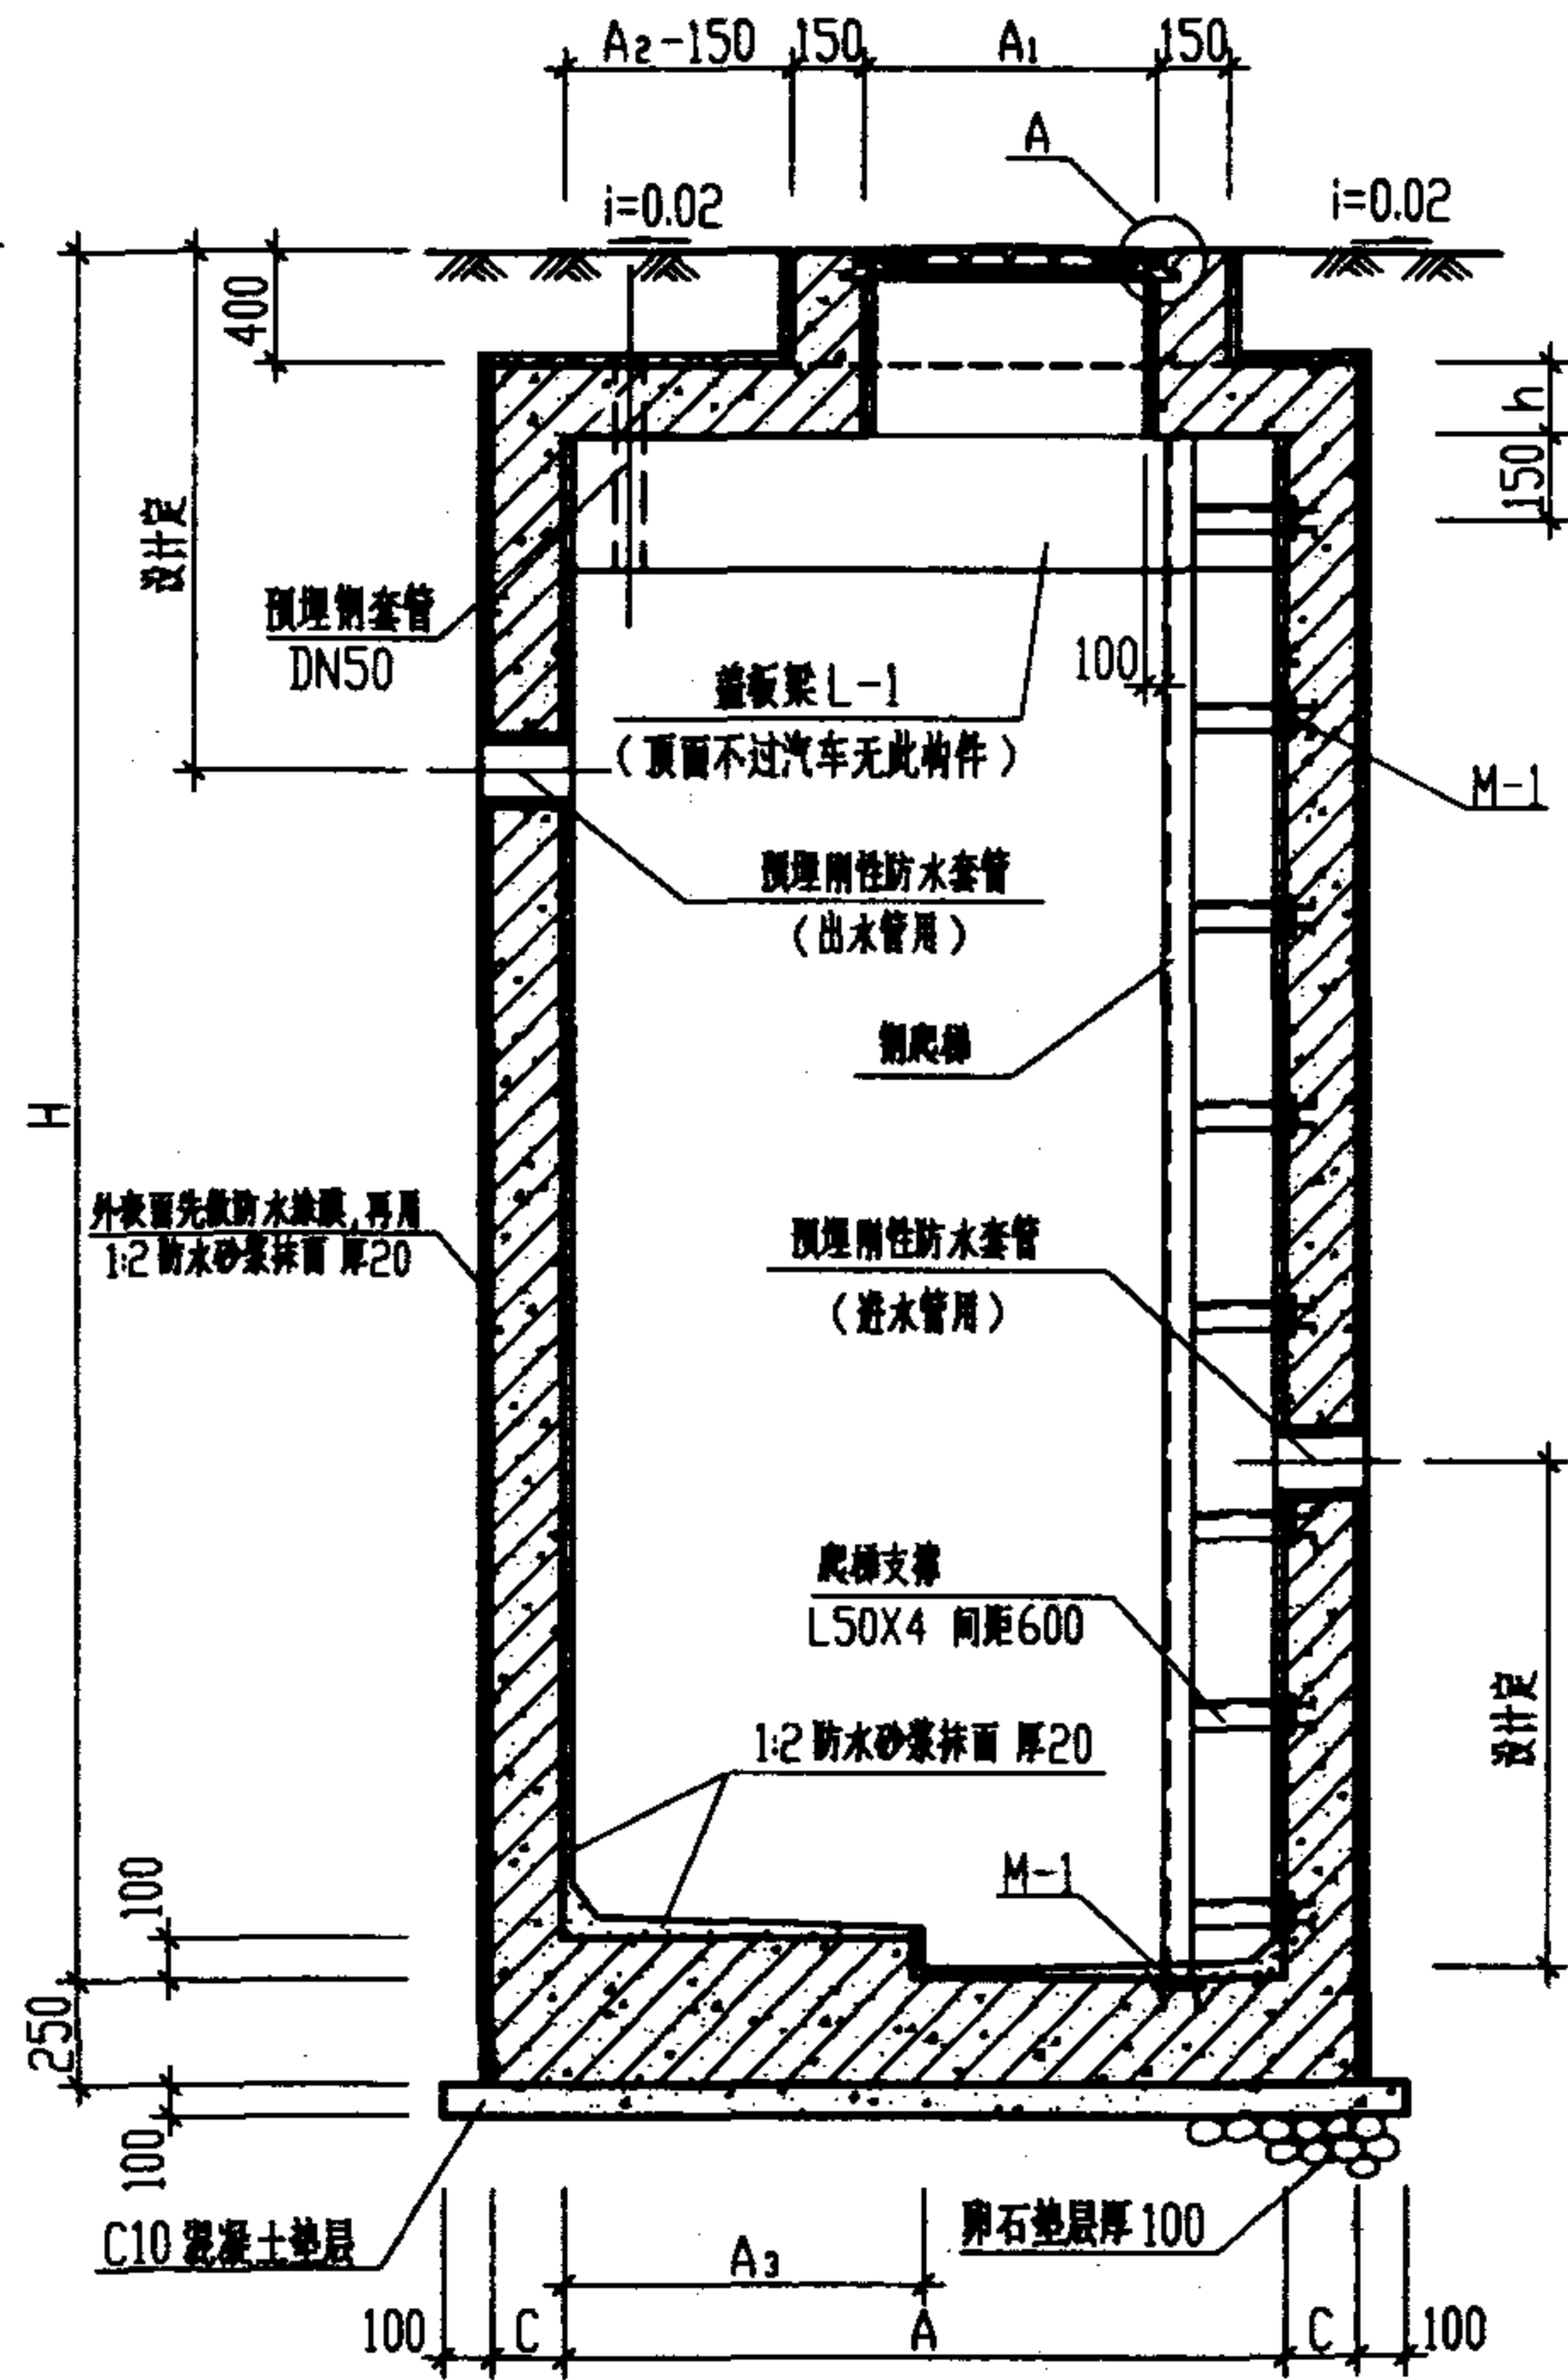 A₂-150
150
A₁
150
A
i=0.02
i=0.02
400
h
150
设计定
预埋钢套管
DN50
盖板梁 L-1
（顶面不过汽车无此构件）
100
M-1
预埋刚性防水套管
（出水管用）
钢爬梯
H
外表面先做防水涂膜,再用
1:2 防水砂浆抹面 厚20
预埋刚性防水套管
（进水管用）
爬梯支撑
L50X4 间距600
设计定
1:2 防水砂浆抹面 厚20
M-1
100
250
100
C10 混凝土垫层
卵石垫层厚100
A₃
100
C
A
C
100